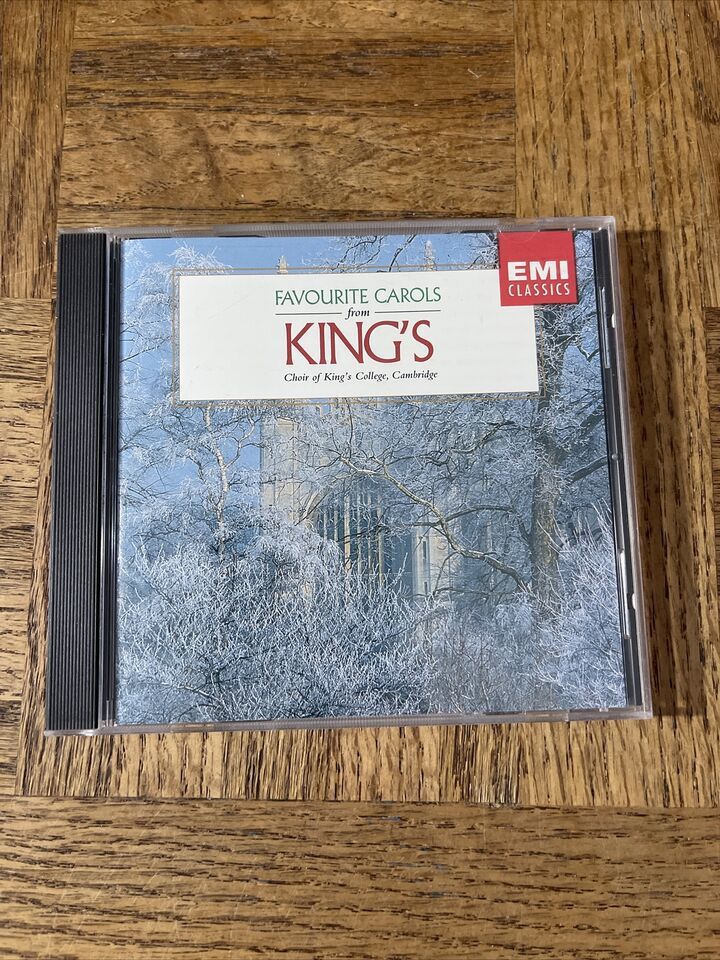 EMI
CLASSICS
FAVOURITE CAROLS
from
KING'S
Choir of King's College, Cambridge